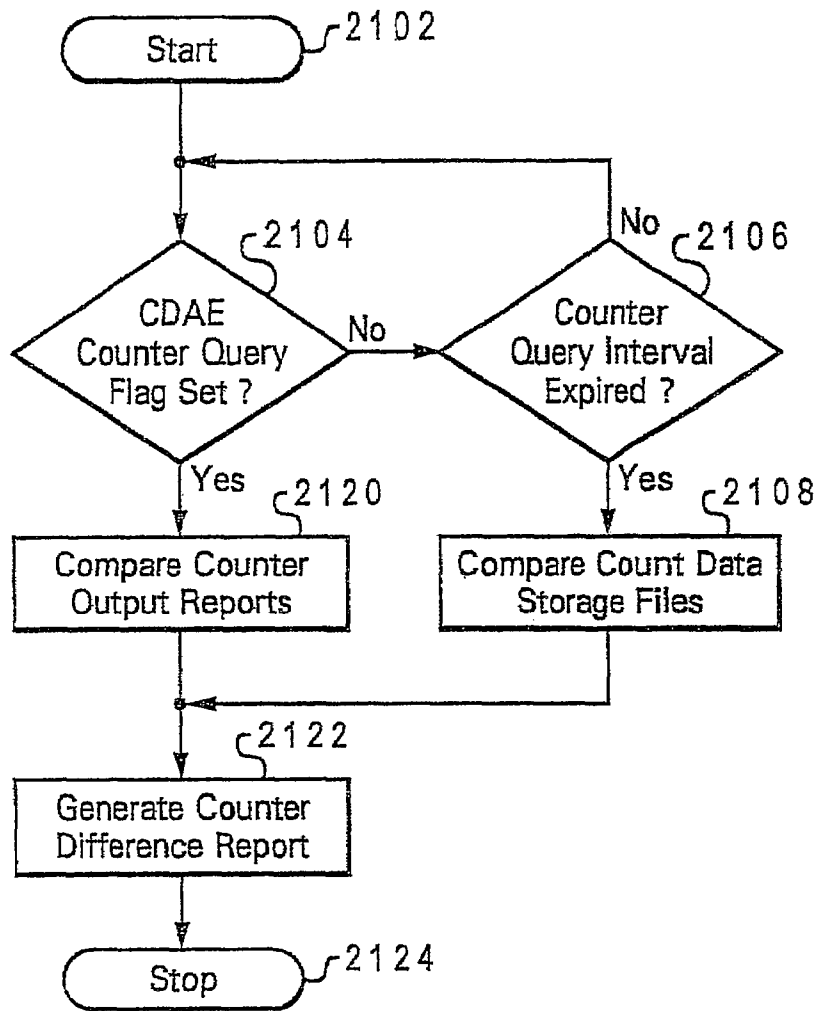 Start
2102
No
2104
2106
CDAE
Counter Query
Flag Set ?
No
Counter
Query Interval
Expired ?
Yes
2120
Yes
2108
Compare Counter
Output Reports
Compare Count Data
Storage Files
2122
Generate Counter
Difference Report
Stop
2124